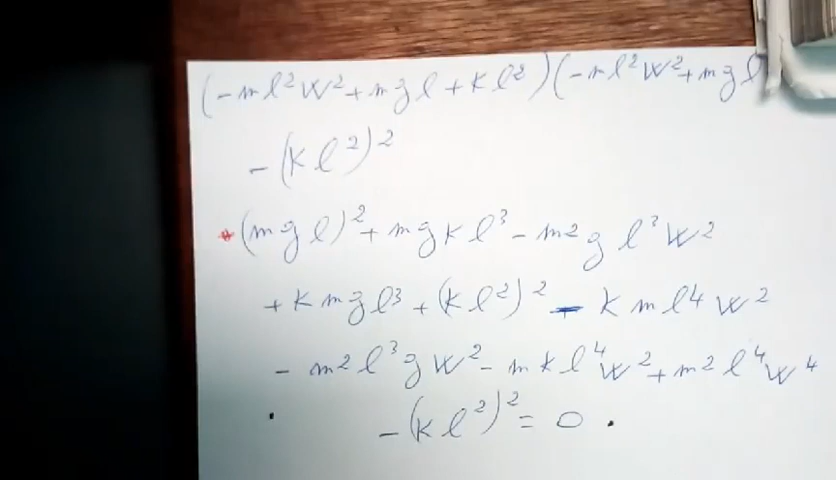 (-ml²w²+mgl+kl²)(-ml²w²+mgl
-(kl²)²
*(mgl)²+mgkl³-m²gl³w²
+kmgl³+(kl²)²-kml⁴w²
-m²l³gw²-mkl⁴w²+m²l⁴w⁴
-(kl²)²=0.